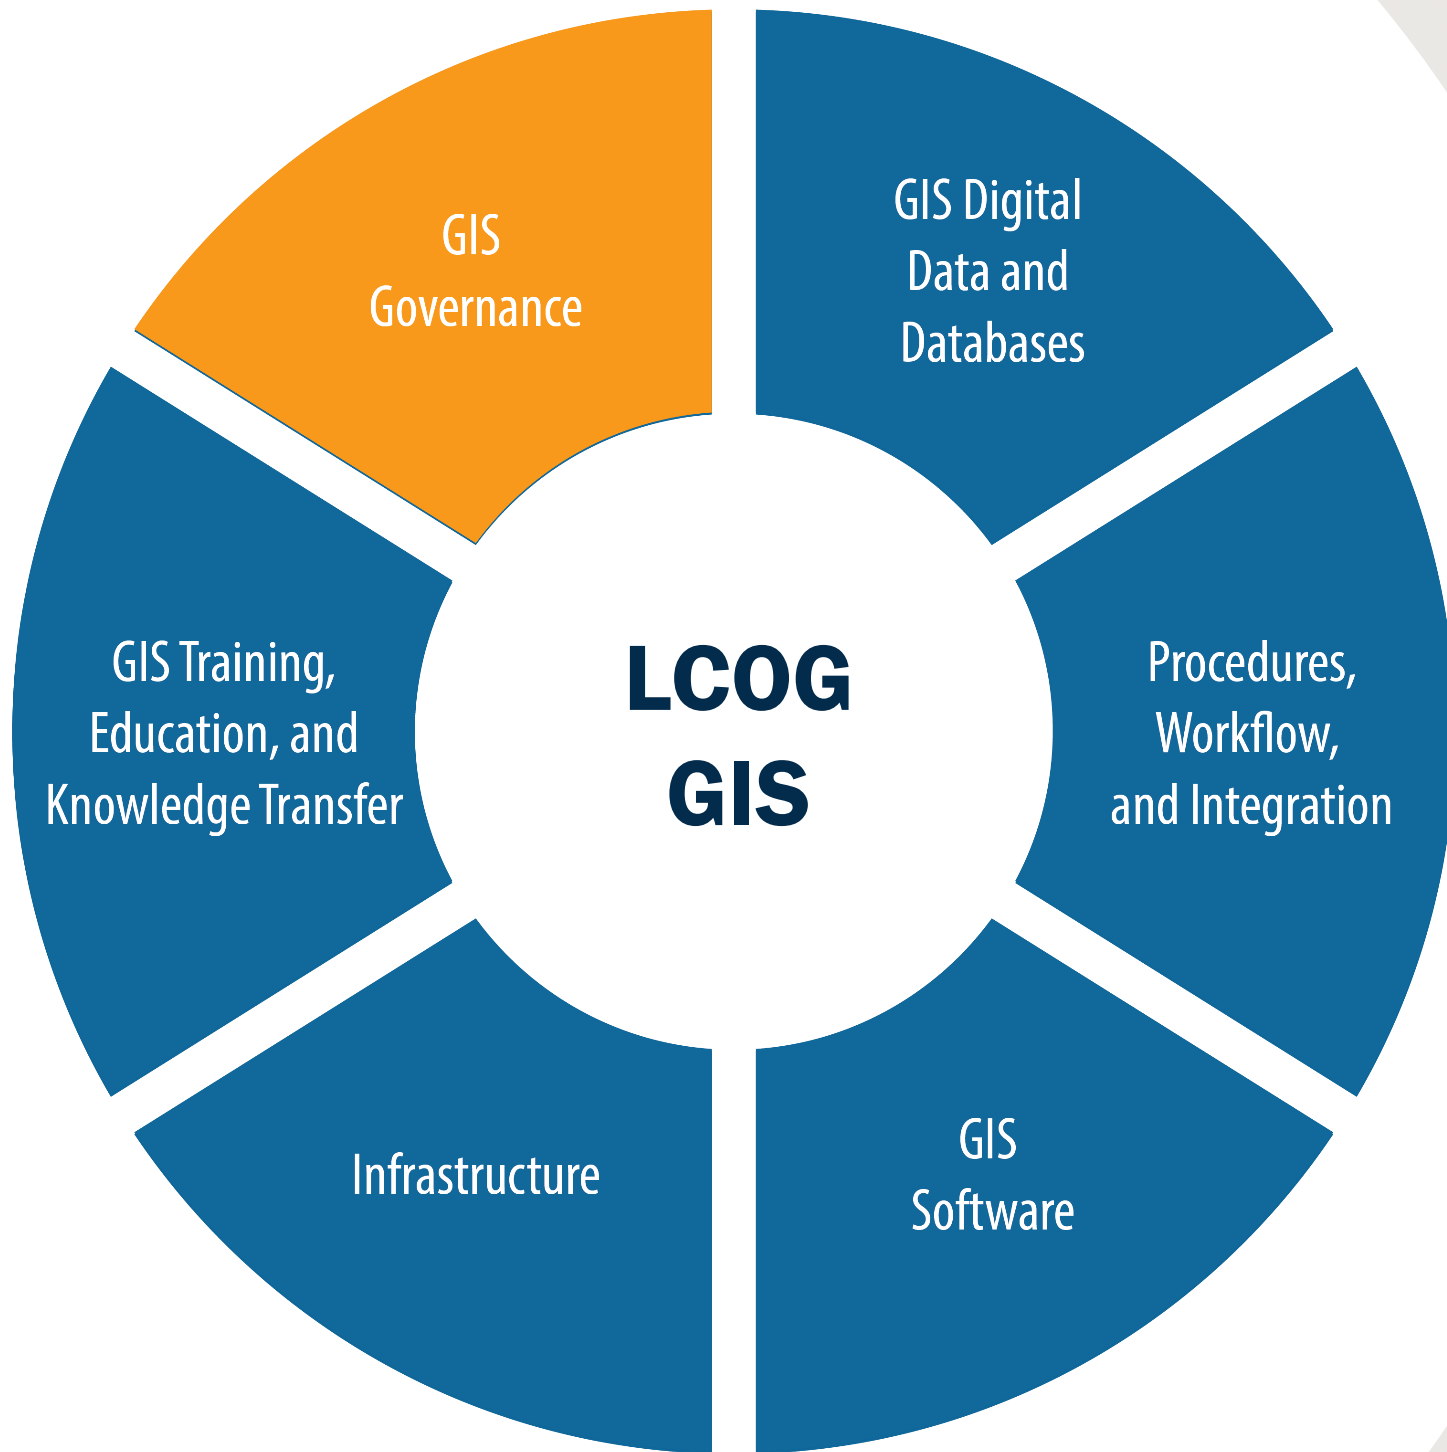 GIS
Governance
GIS Digital
Data and
Databases
GIS Training,
Education, and
Knowledge Transfer
LCOG
GIS
Procedures,
Workflow,
and Integration
Infrastructure
GIS
Software